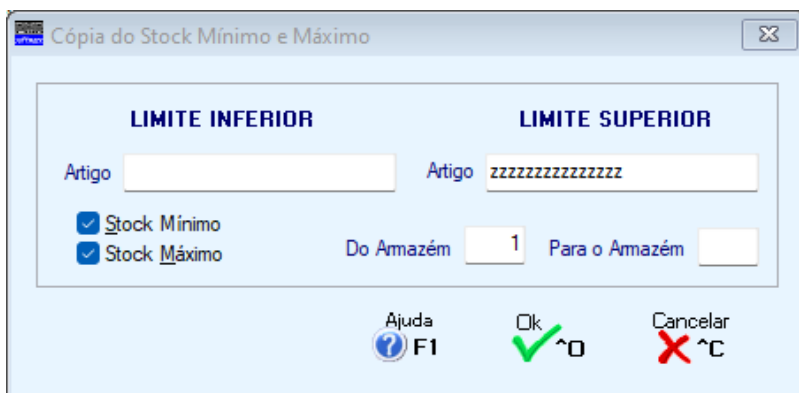 Cópia do Stock Mínimo e Máximo
LIMITE INFERIOR LIMITE SUPERIOR
Artigo Artigo zzzzzzzzzzzzzzz
Stock Mínimo
Stock Máximo Do Armazém 1 Para o Armazém
Ajuda Ok Cancelar
F1 ^O ^C